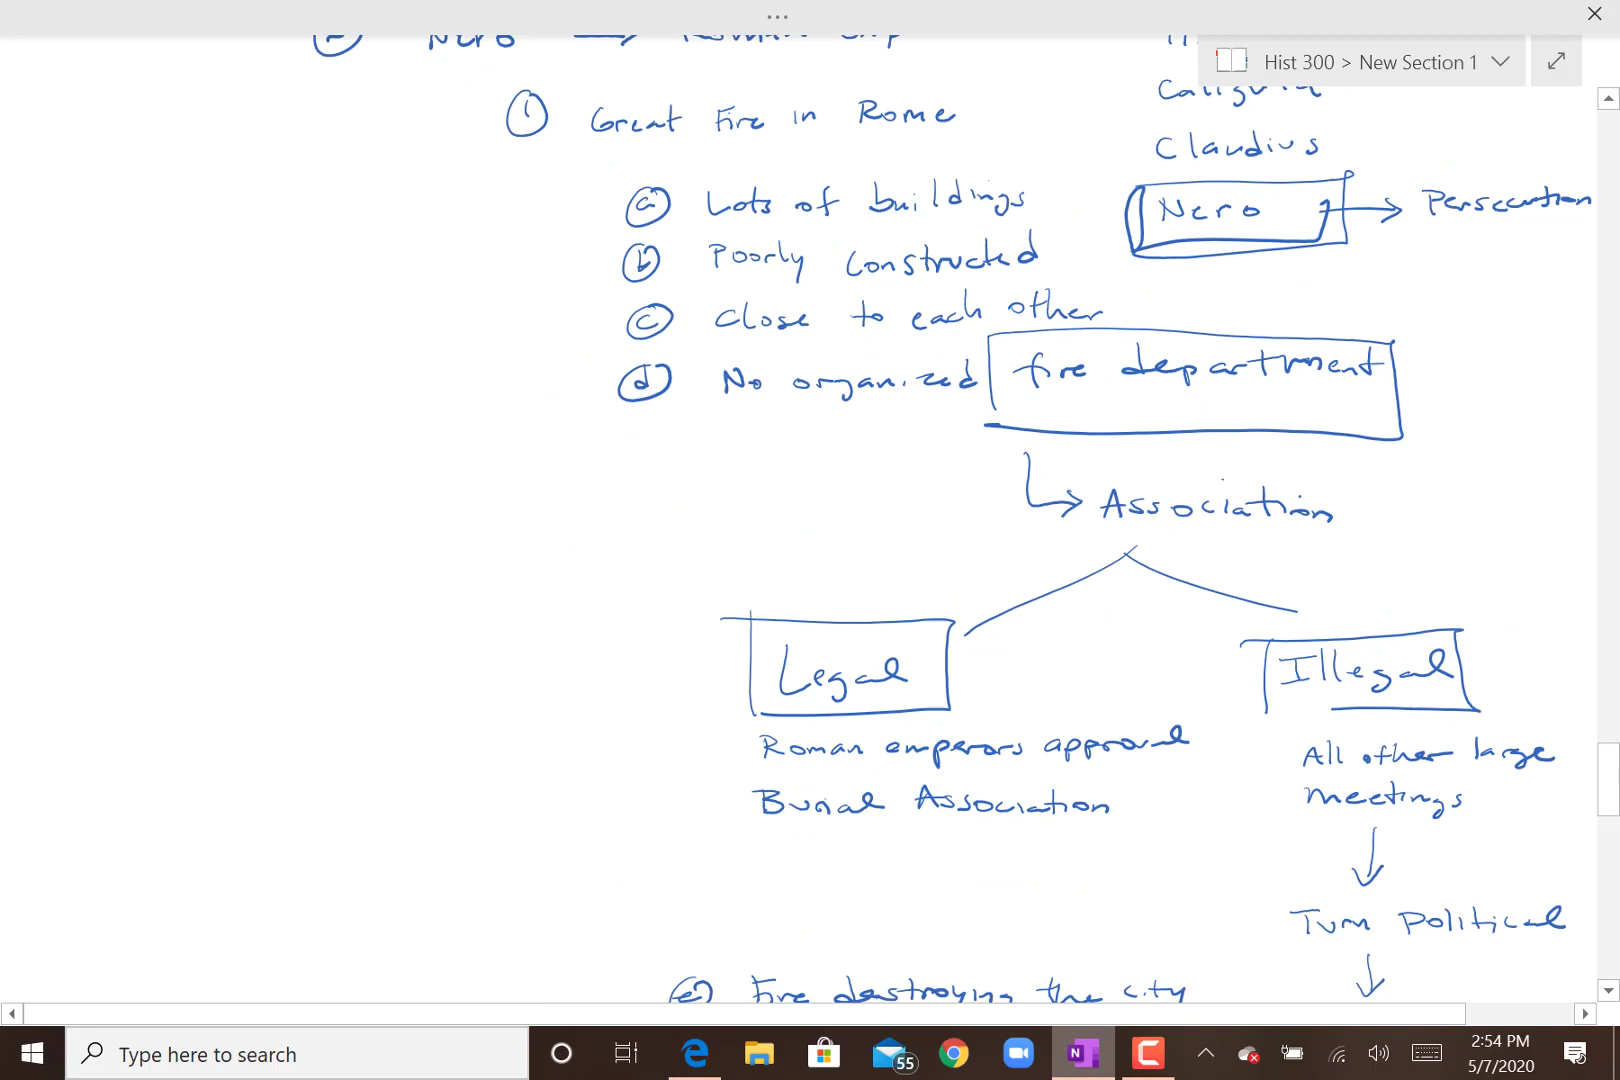 Nero →
Hist 300 > New Section 1
① Great Fire in Rome
Caligula
Claudius
ⓐ Lots of buildings
Nero → Persecution
ⓑ Poorly constructed
ⓒ Close to each other
ⓓ No organized fire department
→ Association
Legal
Illegal
Roman emperors approval
Burial Association
All other large
meetings
↓
Turn Political
↓
ⓔ Fire destroying the city
Type here to search
55
2:54 PM
5/7/2020